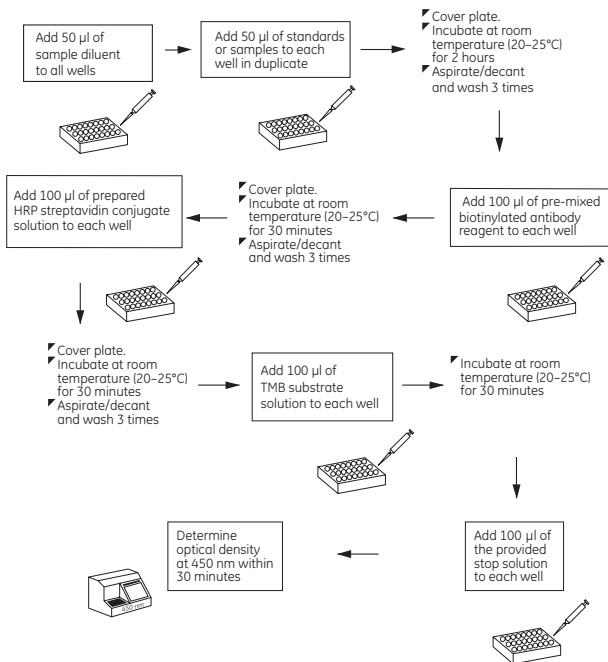 Add 50 µl of
sample diluent
to all wells
Add 50 µl of standards
or samples to each
well in duplicate
Cover plate.
Incubate at room
temperature (20–25°C)
for 2 hours
Aspirate/decant
and wash 3 times
Add 100 µl of pre-mixed
biotinylated antibody
reagent to each well
Cover plate.
Incubate at room
temperature (20–25°C)
for 30 minutes
Aspirate/decant
and wash 3 times
Add 100 µl of prepared
HRP streptavidin conjugate
solution to each well
Cover plate.
Incubate at room
temperature (20–25°C)
for 30 minutes
Aspirate/decant
and wash 3 times
Add 100 µl of
TMB substrate
solution to each well
Incubate at room
temperature (20–25°C)
for 30 minutes
Add 100 µl of
the provided
stop solution
to each well
Determine
optical density
at 450 nm within
30 minutes
450 nm